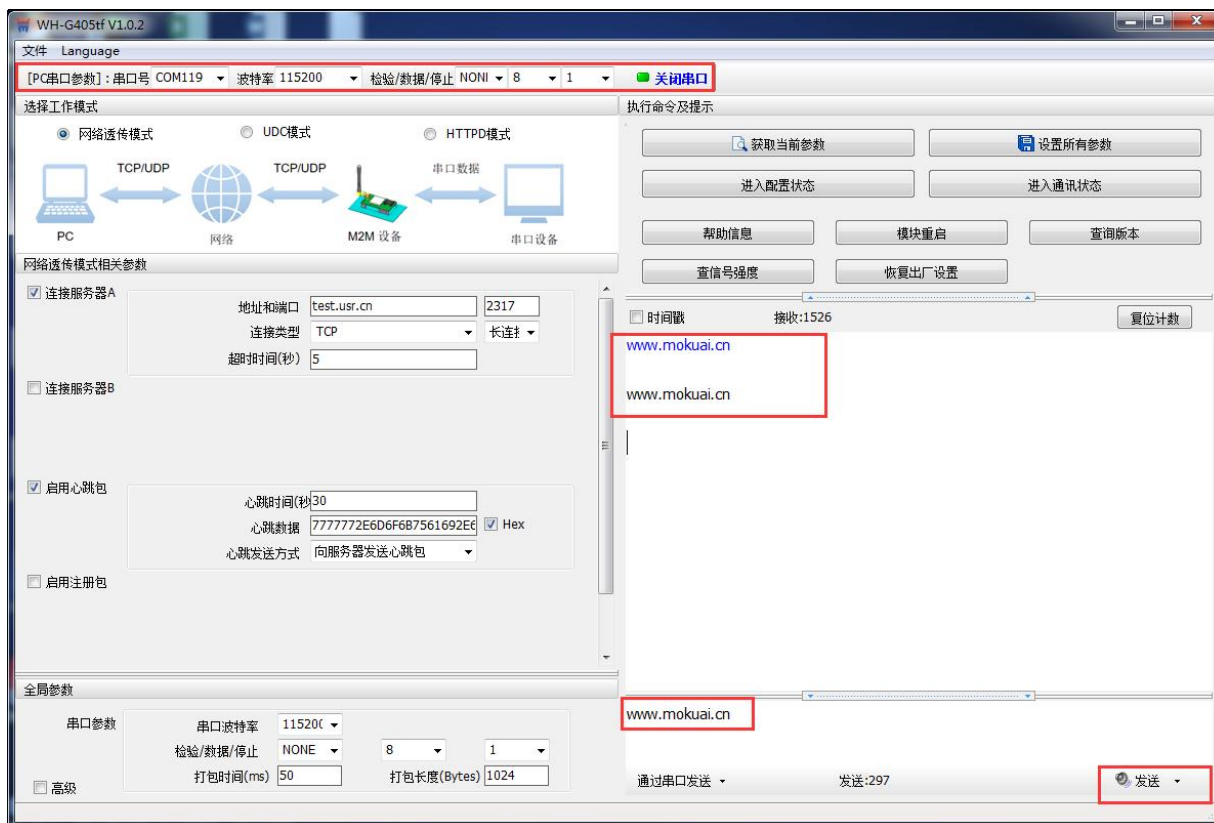 WH-G405tf V1.0.2
文件 Language
[PC串口参数]：串口号 COM119 波特率 115200 检验/数据/停止 NONI 8 1 关闭串口
选择工作模式
网络透传模式 UDC模式 HTTPD模式
TCP/UDP TCP/UDP 串口数据
PC 网络 M2M 设备 串口设备
网络透传模式相关参数
连接服务器A
地址和端口 test.usr.cn 2317
连接类型 TCP 长连接
超时时间(秒) 5
连接服务器B
启用心跳包
心跳时间(秒 30
心跳数据 7777772E6D6F6B7561692E6 Hex
心跳发送方式 向服务器发送心跳包
启用注册包
全局参数
串口参数 串口波特率 115200
检验/数据/停止 NONE 8 1
打包时间(ms) 50 打包长度(Bytes) 1024
高级
执行命令及提示
获取当前参数 设置所有参数
进入配置状态 进入通讯状态
帮助信息 模块重启 查询版本
查信号强度 恢复出厂设置
时间戳 接收:1526 复位计数
www.mokuai.cn
www.mokuai.cn
www.mokuai.cn
通过串口发送 发送:297 发送